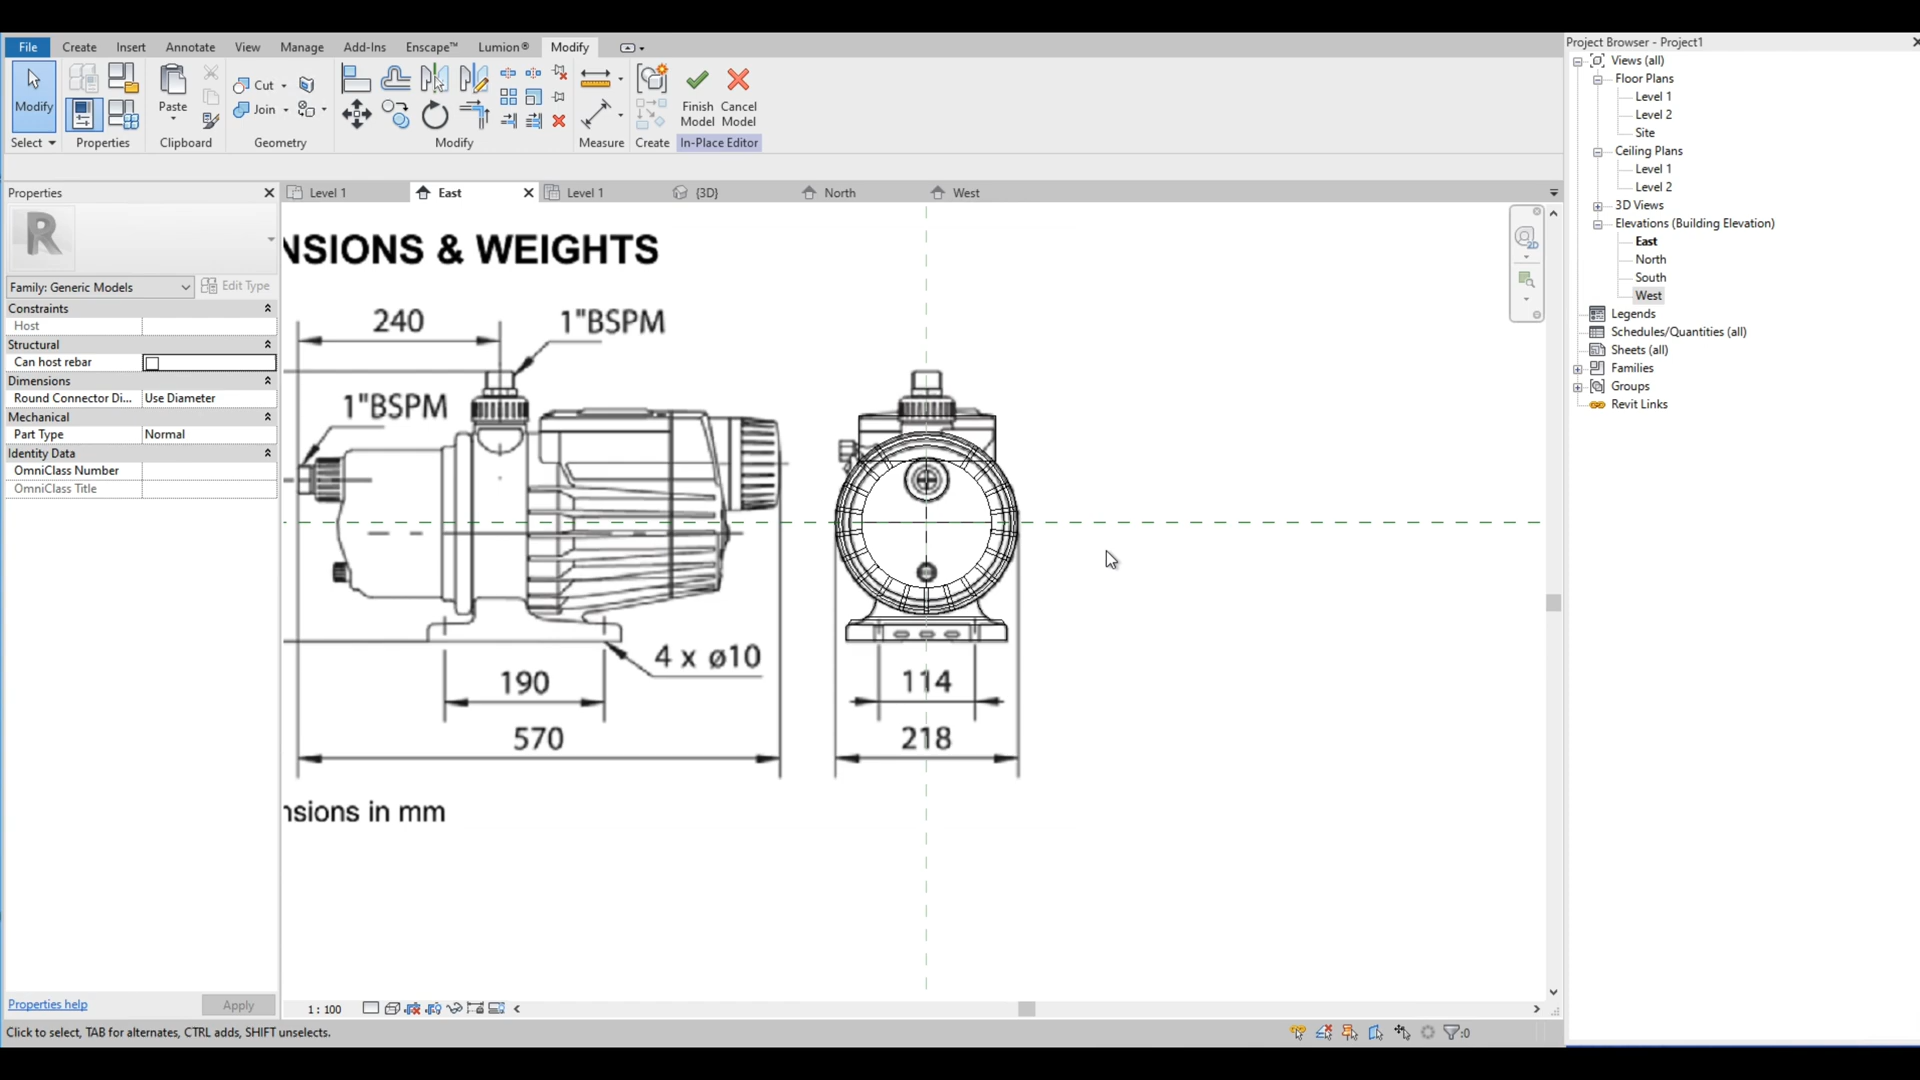 File Create Insert Annotate View Manage Add-Ins Enscape™ Lumion® Modify
Modify
Select
Properties
Paste
Clipboard
Cut
Join
Geometry
Modify
Measure
Create
Finish Model
Cancel Model
In-Place Editor
Properties
R
Family: Generic Models
Edit Type
Constraints
Host
Structural
Can host rebar
Dimensions
Round Connector Di... Use Diameter
Mechanical
Part Type Normal
Identity Data
OmniClass Number
OmniClass Title
Properties help
Apply
Level 1 East Level 1 {3D} North West
NSIONS & WEIGHTS
240
1"BSPM
1"BSPM
4 x ø10
190
570
114
218
nsions in mm
2D
1 : 100
Click to select, TAB for alternates, CTRL adds, SHIFT unselects.
:0
Project Browser - Project1
Views (all)
Floor Plans
Level 1
Level 2
Site
Ceiling Plans
Level 1
Level 2
3D Views
Elevations (Building Elevation)
East
North
South
West
Legends
Schedules/Quantities (all)
Sheets (all)
Families
Groups
Revit Links